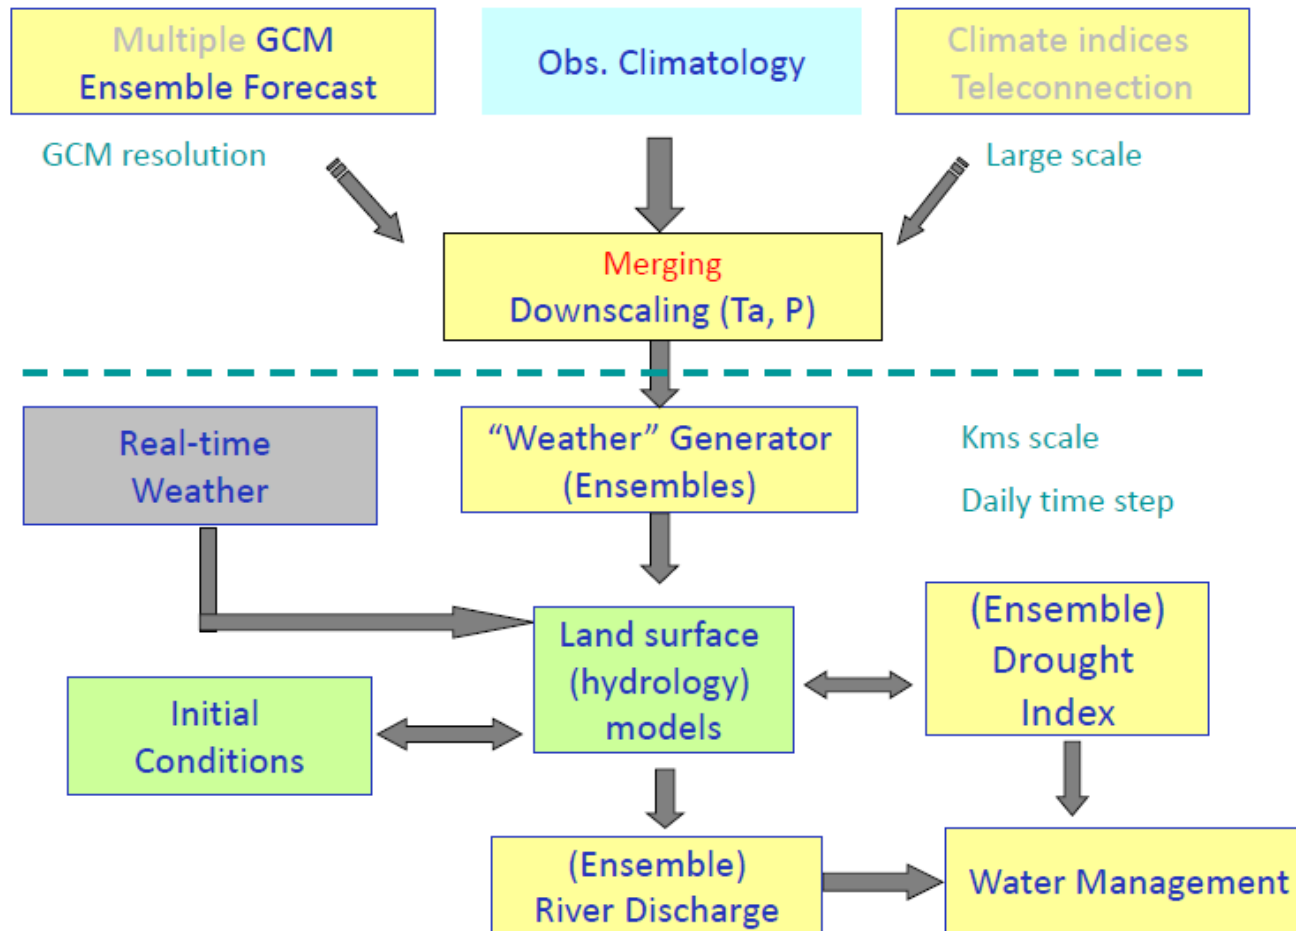 Multiple GCM
Ensemble Forecast
Obs. Climatology
Climate indices
Teleconnection
GCM resolution
Large scale
Merging
Downscaling (Ta, P)
Real-time
Weather
“Weather” Generator
(Ensembles)
Kms scale
Daily time step
Land surface
(hydrology)
models
(Ensemble)
Drought
Index
Initial
Conditions
(Ensemble)
River Discharge
Water Management